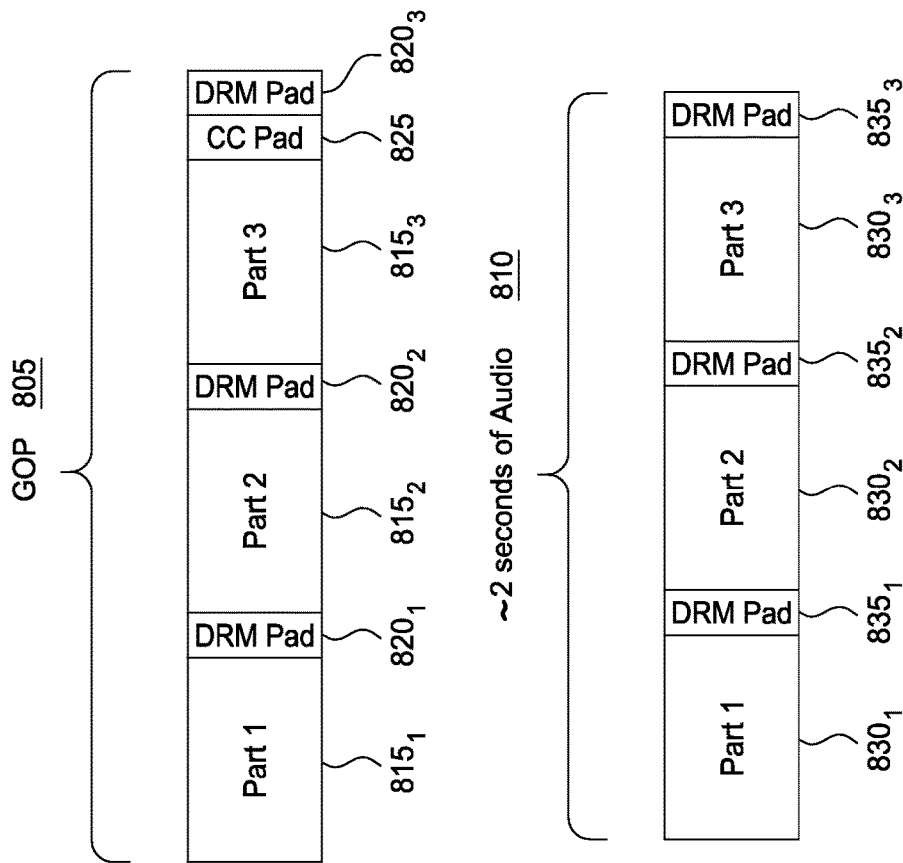 GOP 805
Part 1
DRM Pad
Part 2
DRM Pad
Part 3
CC Pad
DRM Pad
815₁
820₁
815₂
820₂
815₃
825
820₃
~2 seconds of Audio 810
Part 1
DRM Pad
Part 2
DRM Pad
Part 3
DRM Pad
830₁
835₁
830₂
835₂
830₃
835₃